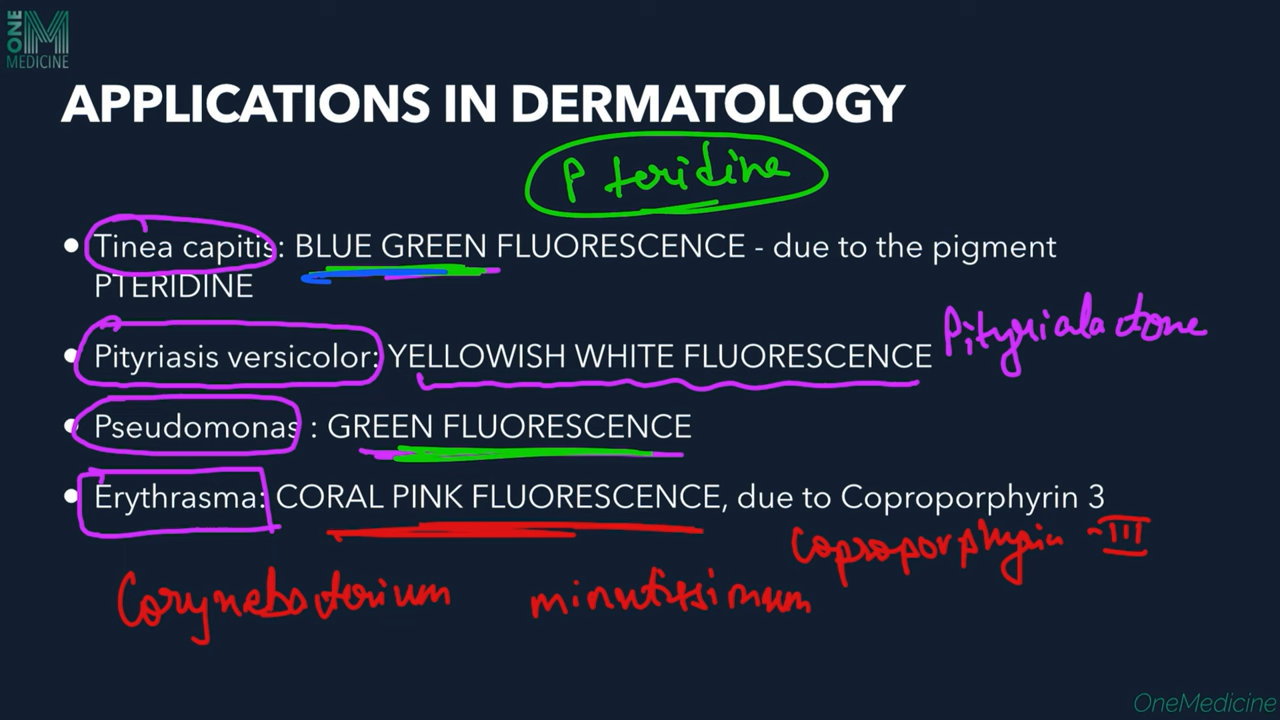 ONE
MEDICINE
APPLICATIONS IN DERMATOLOGY
Pteridine
• Tinea capitis: BLUE GREEN FLUORESCENCE - due to the pigment
PTERIDINE
Pityrialactone
• Pityriasis versicolor: YELLOWISH WHITE FLUORESCENCE
• Pseudomonas : GREEN FLUORESCENCE
• Erythrasma: CORAL PINK FLUORESCENCE, due to Coproporphyrin 3
Coproporphyrin - III
Corynebacterium minutissimum
OneMedicine